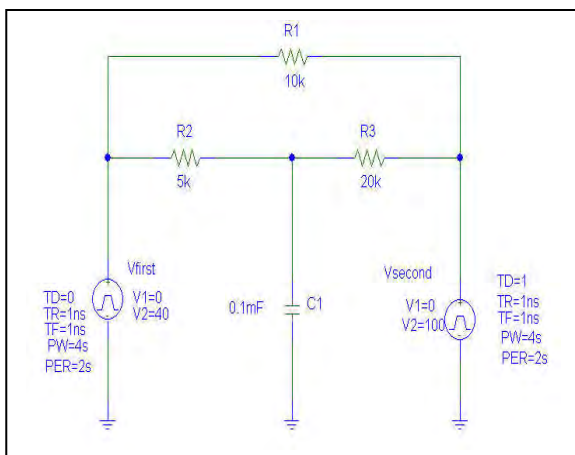 R1
10k
R2
5k
R3
20k
Vfirst
TD=0
TR=1ns
TF=1ns
PW=4s
PER=2s
V1=0
V2=40
0.1mF
C1
Vsecond
V1=0
V2=100
TD=1
TR=1ns
TF=1ns
PW=4s
PER=2s